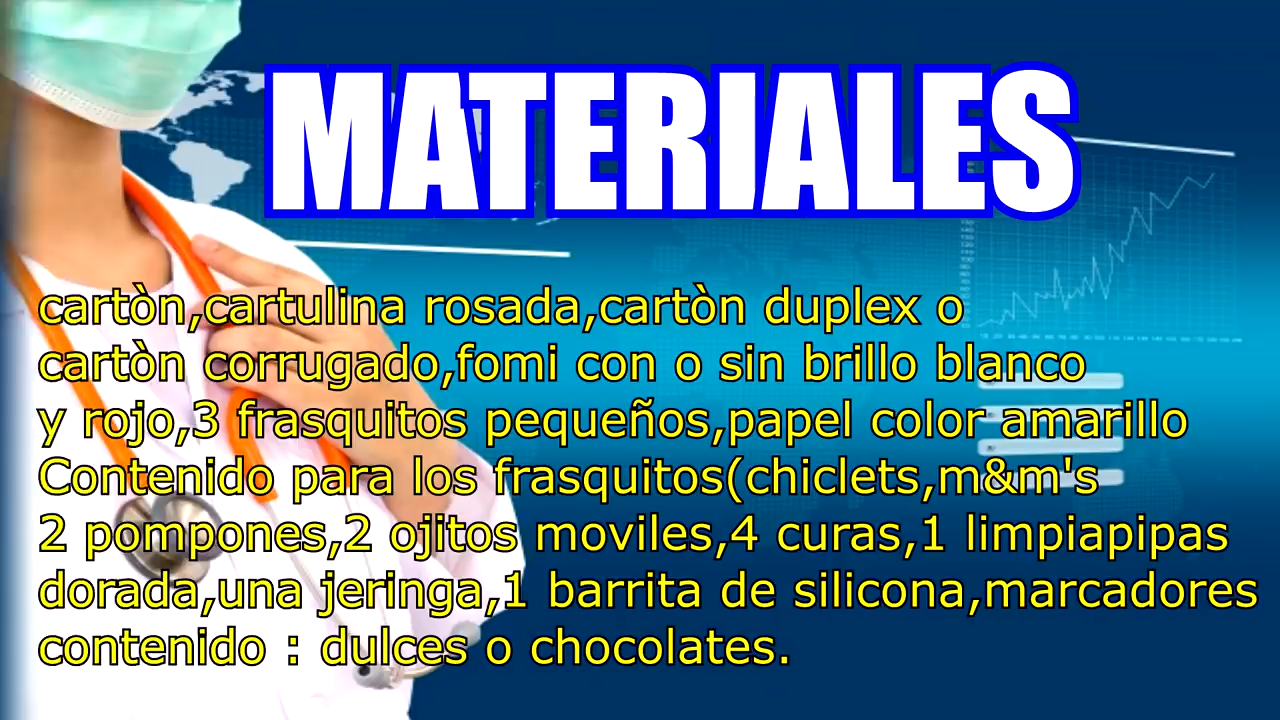 MATERIALES
cartòn,cartulina rosada,cartòn duplex o
cartòn corrugado,fomi con o sin brillo blanco
y rojo,3 frasquitos pequeños,papel color amarillo
Contenido para los frasquitos(chiclets,m&m's
2 pompones,2 ojitos moviles,4 curas,1 limpiapipas
dorada,una jeringa,1 barrita de silicona,marcadores
contenido : dulces o chocolates.